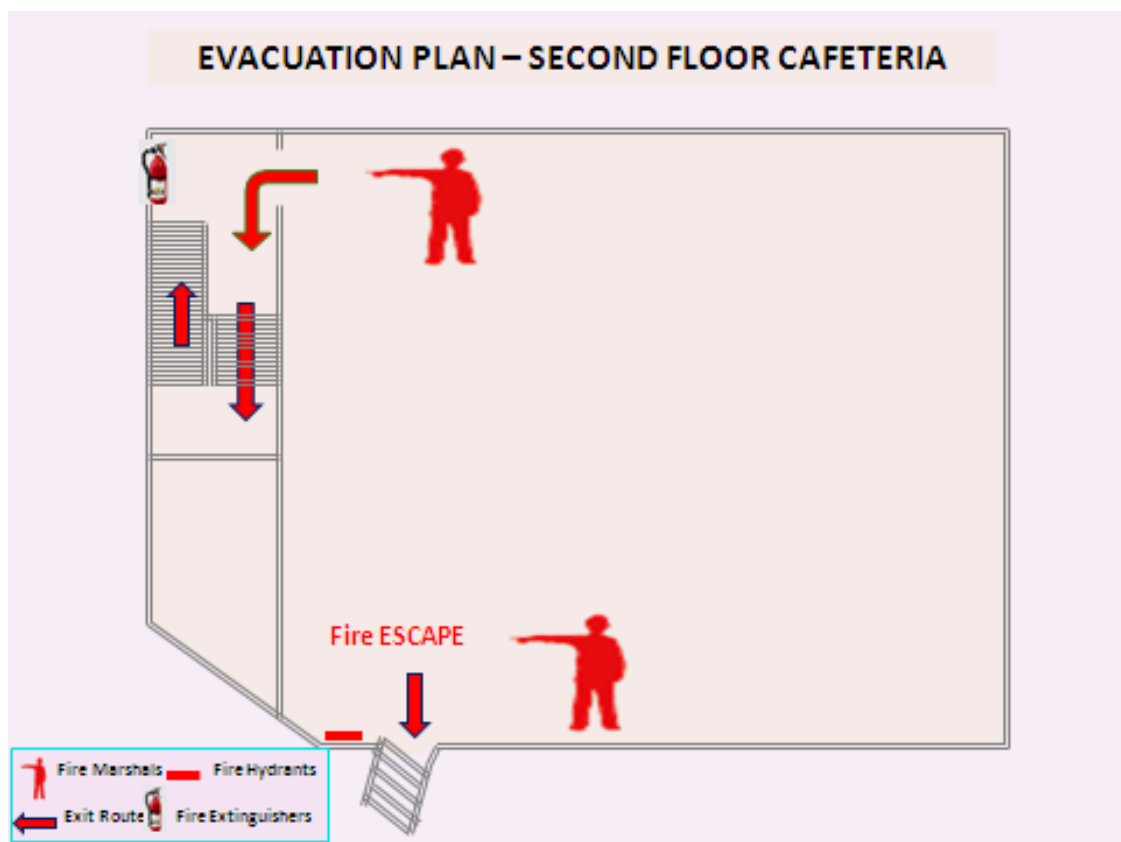 EVACUATION PLAN – SECOND FLOOR CAFETERIA
Fire ESCAPE
Fire Marshals Fire Hydrants
Exit Route Fire Extinguishers